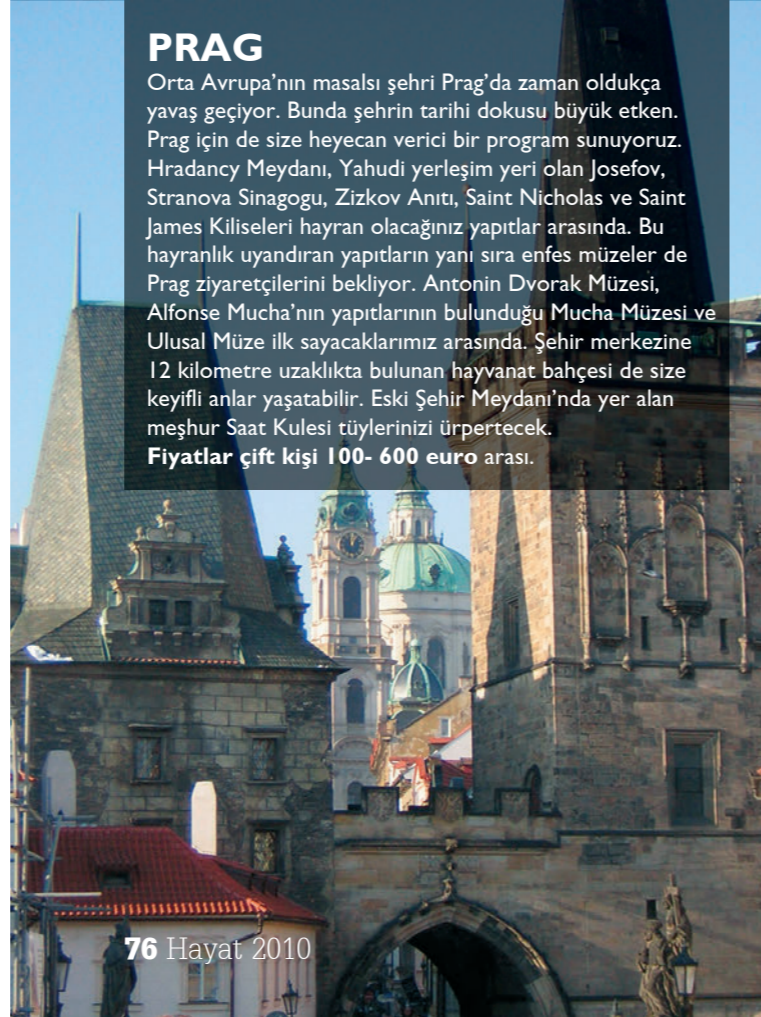 PRAG
Orta Avrupa’nın masalsı şehri Prag’da zaman oldukça
yavaş geçiyor. Bunda şehrin tarihi dokusu büyük etken.
Prag için de size heyecan verici bir program sunuyoruz.
Hradancy Meydanı, Yahudi yerleşim yeri olan Josefov,
Stranova Sinagogu, Zizkov Anıtı, Saint Nicholas ve Saint
James Kiliseleri hayran olacağınız yapıtlar arasında. Bu
hayranlık uyandıran yapıtların yanı sıra enfes müzeler de
Prag ziyaretçilerini bekliyor. Antonin Dvorak Müzesi,
Alfonse Mucha’nın yapıtlarının bulunduğu Mucha Müzesi ve
Ulusal Müze ilk sayacaklarımız arasında. Şehir merkezine
12 kilometre uzaklıkta bulunan hayvanat bahçesi de size
keyifli anlar yaşatabilir. Eski Şehir Meydanı’nda yer alan
meşhur Saat Kulesi tüylerinizi ürpertecek.
Fiyatlar çift kişi 100- 600 euro arası.
76 Hayat 2010